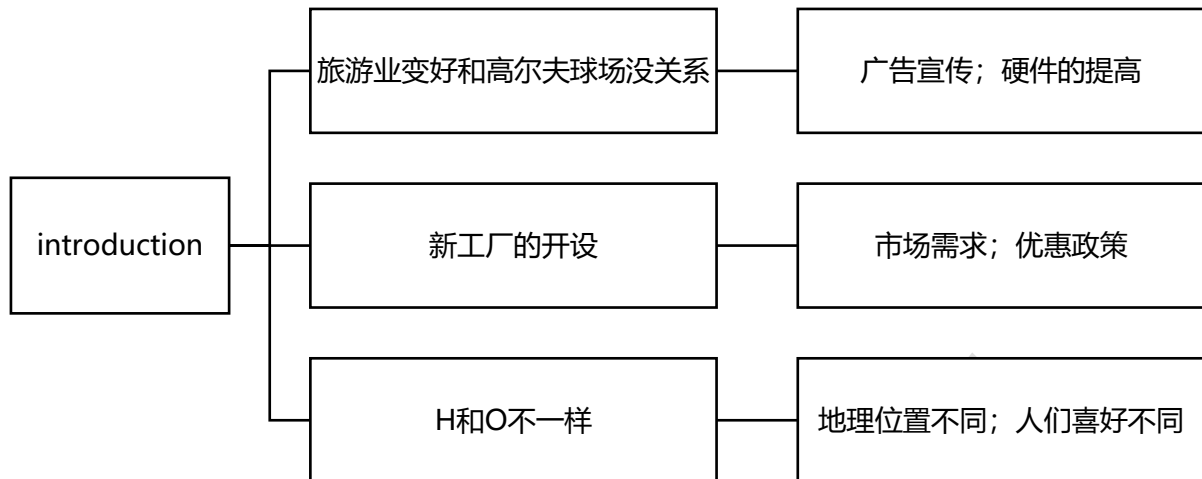 旅游业变好和高尔夫球场没关系
广告宣传；硬件的提高
introduction
新工厂的开设
市场需求；优惠政策
H和O不一样
地理位置不同；人们喜好不同